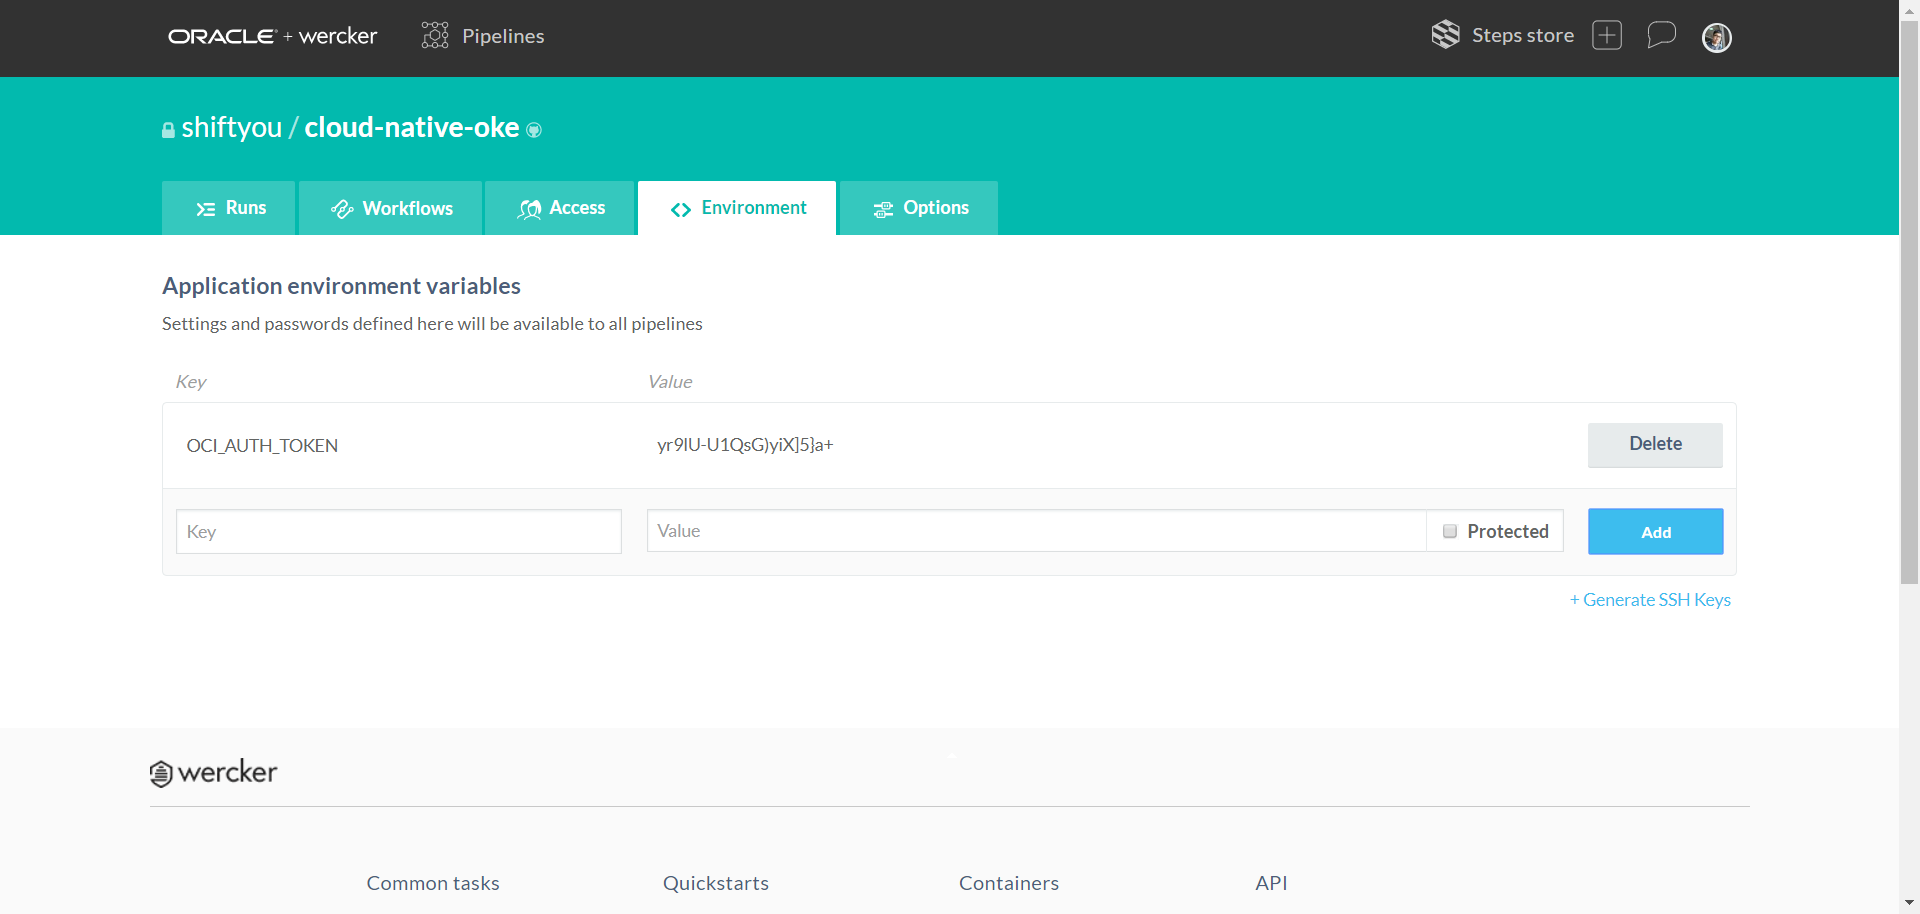 ORACLE + wercker Pipelines Steps store
shiftyou / cloud-native-oke
Runs Workflows Access Environment Options
Application environment variables
Settings and passwords defined here will be available to all pipelines
Key Value
OCI_AUTH_TOKEN yr9IU-U1QsG)yiX]5}a+ Delete
Key Value Protected Add
+ Generate SSH Keys
wercker
Common tasks Quickstarts Containers API